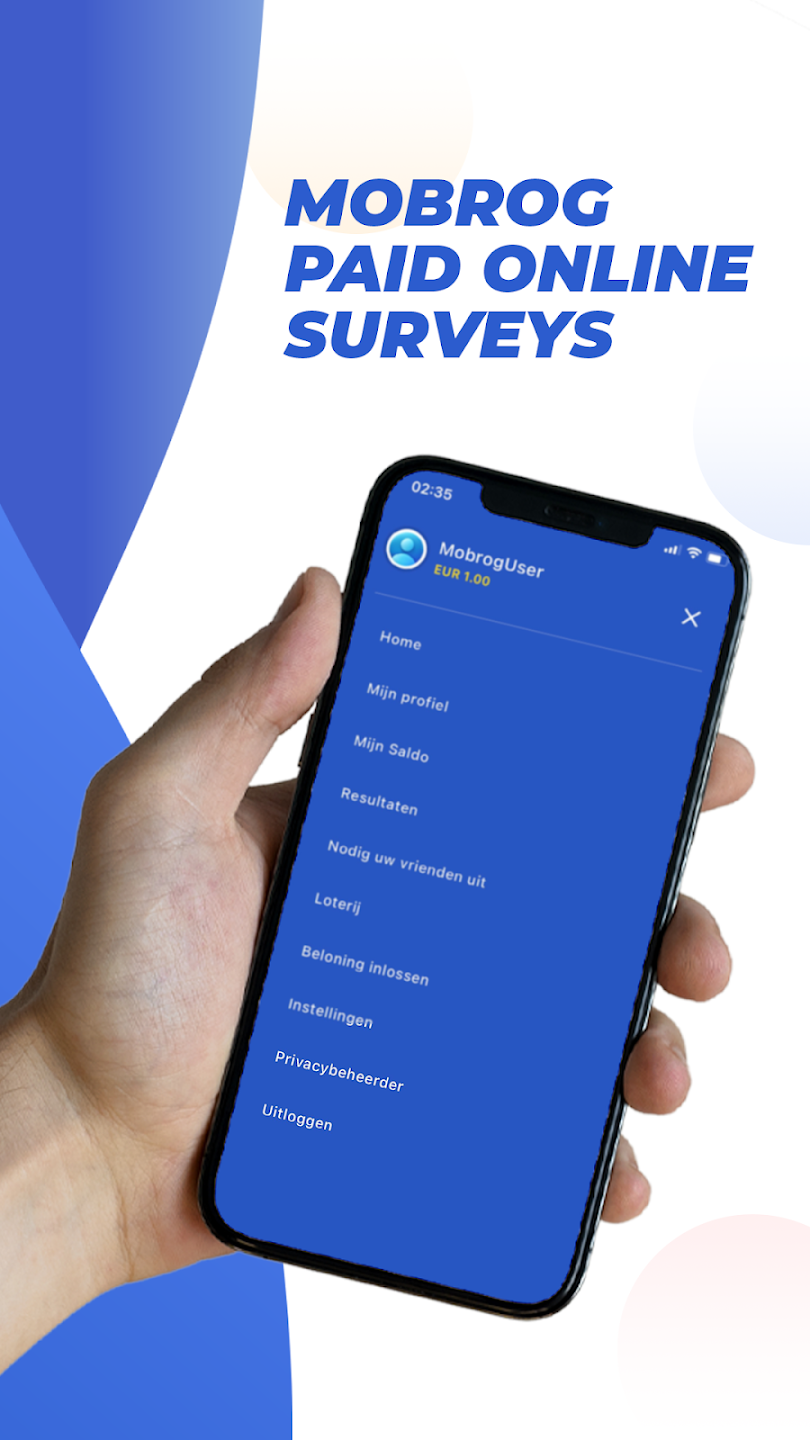 MOBROG
PAID ONLINE
SURVEYS
02:35
MobrogUser
EUR 1.00
Home
Mijn profiel
Mijn Saldo
Resultaten
Nodig uw vrienden uit
Loterij
Beloning inlossen
Instellingen
Privacybeheerder
Uitloggen